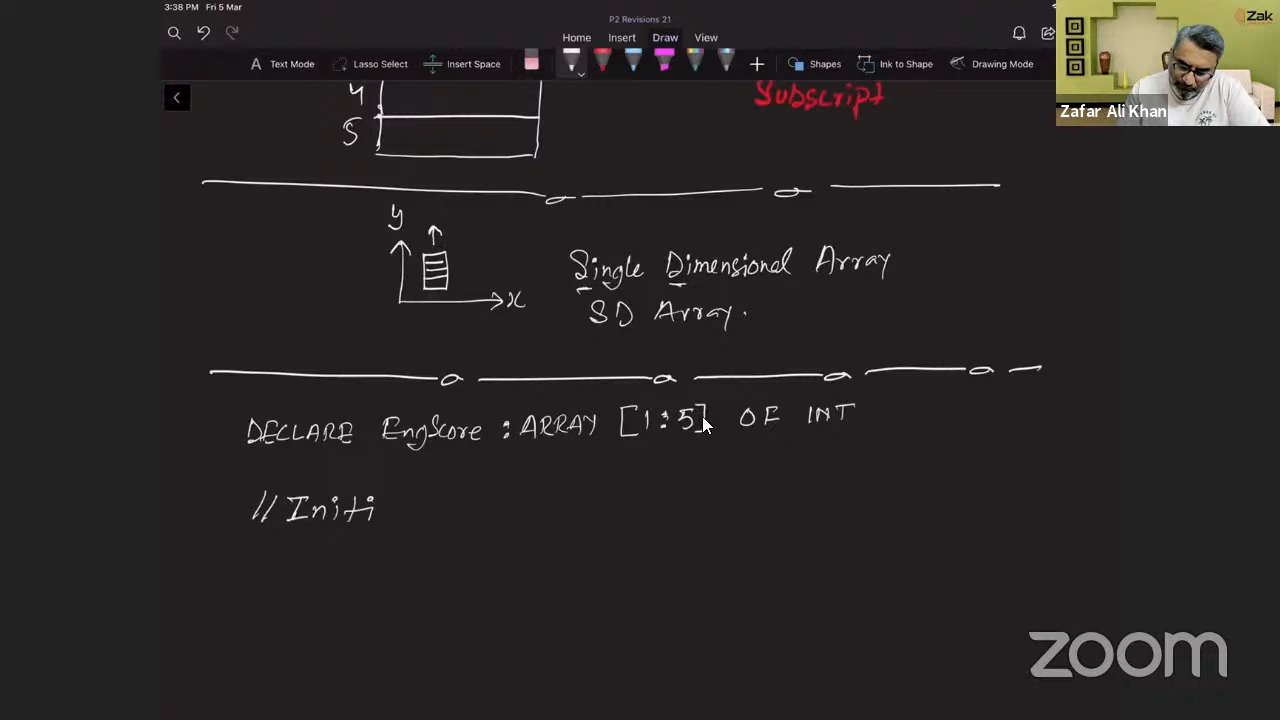 3:38 PM Fri 5 Mar
P2 Revisions 21
Home Insert Draw View
Text Mode Lasso Select Insert Space Shapes Ink to Shape Drawing Mode
Zak
Zafar Ali Khan
4
Subscript
5
y
x
Single Dimensional Array
SD Array.
DECLARE EngScore : ARRAY [1:5] OF INT
// Initi
zoom